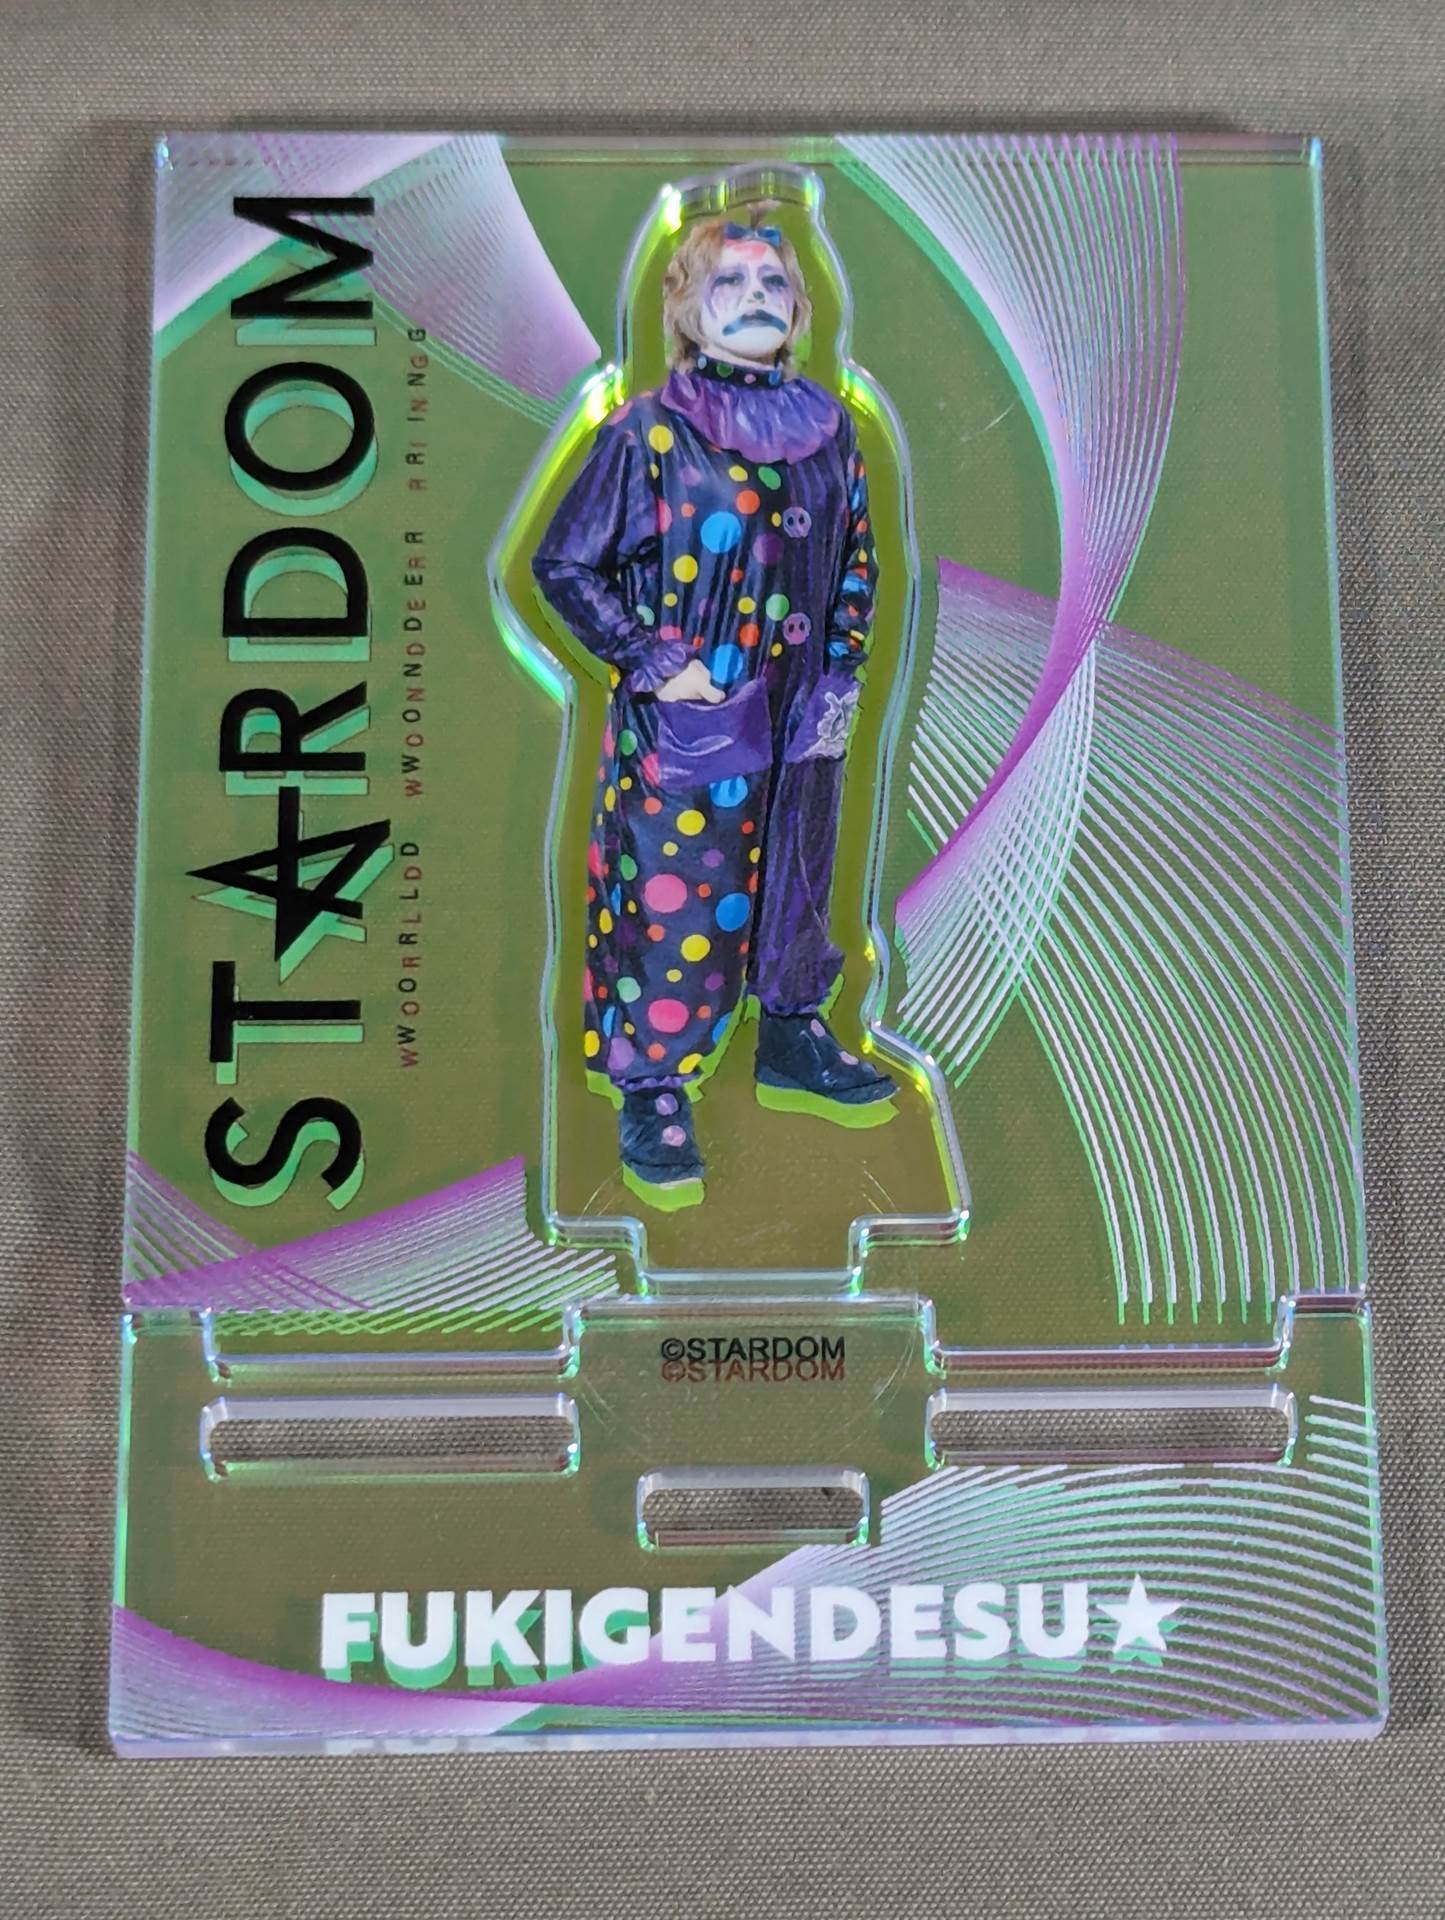 STARDOM
WORLD WONDER RING
©STARDOM
FUKIGENDESU★